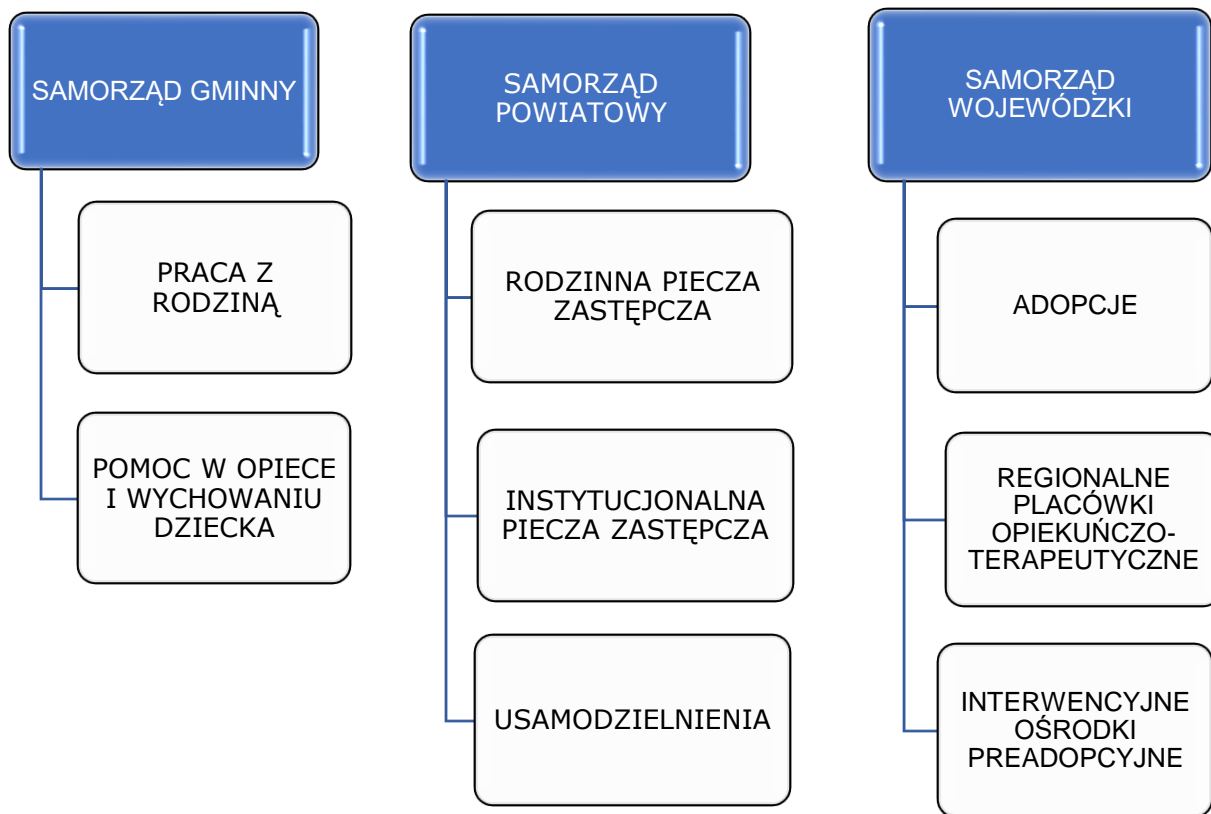 SAMORZĄD GMINNY
PRACA Z
RODZINĄ
POMOC W OPIECE
I WYCHOWANIU
DZIECKA
SAMORZĄD
POWIATOWY
RODZINNA PIECZA
ZASTĘPCZA
INSTYTUCJONALNA
PIECZA ZASTĘPCZA
USAMODZIELNIENIA
SAMORZĄD
WOJEWÓDZKI
ADOPCJE
REGIONALNE
PLACÓWKI
OPIEKUŃCZO-
TERAPEUTYCZNE
INTERWENCYJNE
OŚRODKI
PREADOPCYJNE